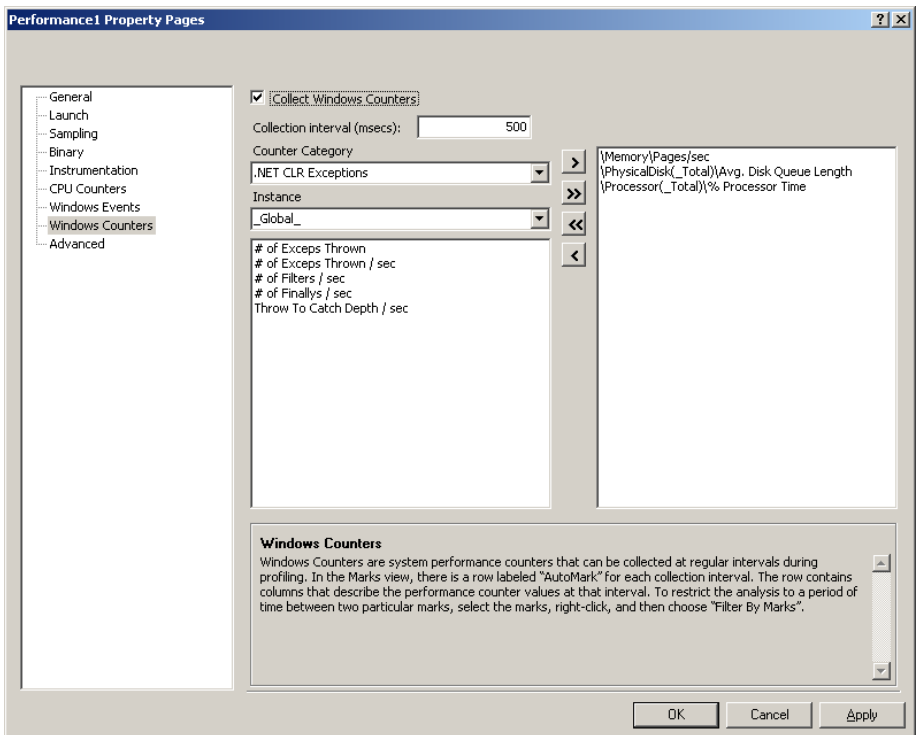 Performance1 Property Pages
General
Launch
Sampling
Binary
Instrumentation
CPU Counters
Windows Events
Windows Counters
Advanced
Collect Windows Counters
Collection interval (msecs): 500
Counter Category
.NET CLR Exceptions
Instance
_Global_
# of Exceps Thrown
# of Exceps Thrown / sec
# of Filters / sec
# of Finallys / sec
Throw To Catch Depth / sec
>
>>
<<
<
\Memory\Pages/sec
\PhysicalDisk(_Total)\Avg. Disk Queue Length
\Processor(_Total)\% Processor Time
Windows Counters
Windows Counters are system performance counters that can be collected at regular intervals during
profiling. In the Marks view, there is a row labeled “AutoMark” for each collection interval. The row contains
columns that describe the performance counter values at that interval. To restrict the analysis to a period of
time between two particular marks, select the marks, right-click, and then choose “Filter By Marks”.
OK Cancel Apply